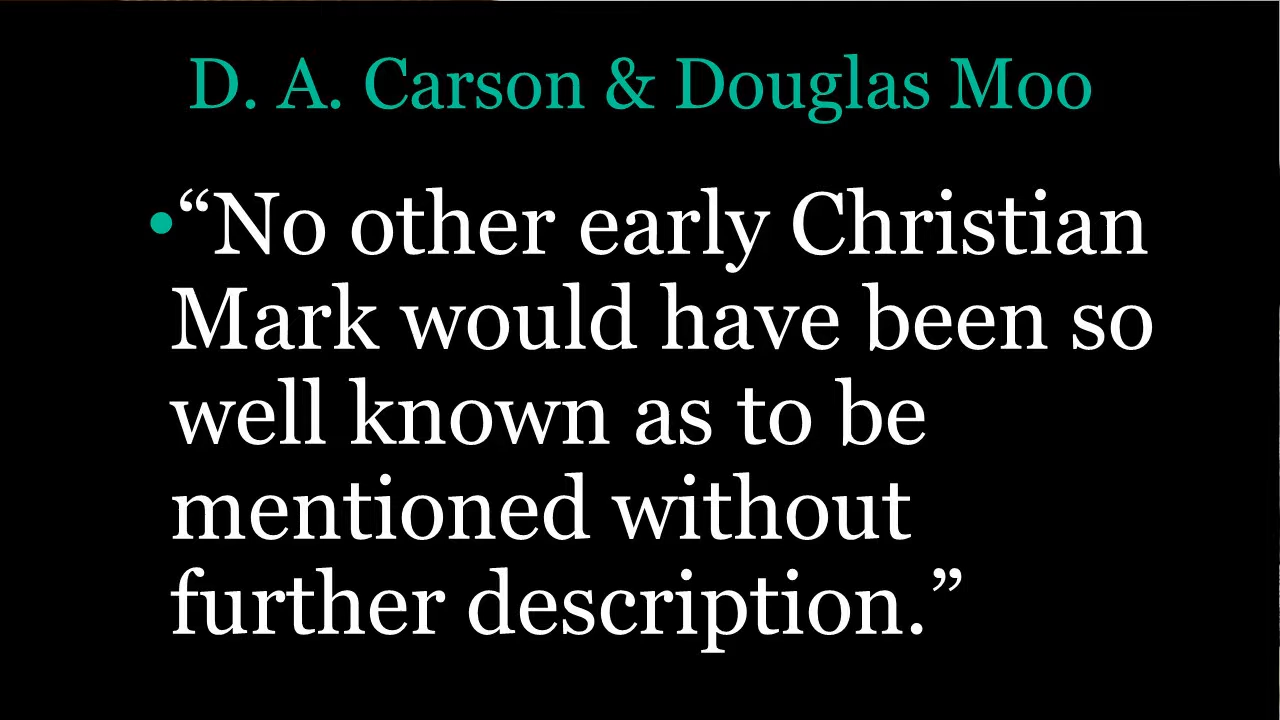 D. A. Carson & Douglas Moo
•“No other early Christian
Mark would have been so
well known as to be
mentioned without
further description.”